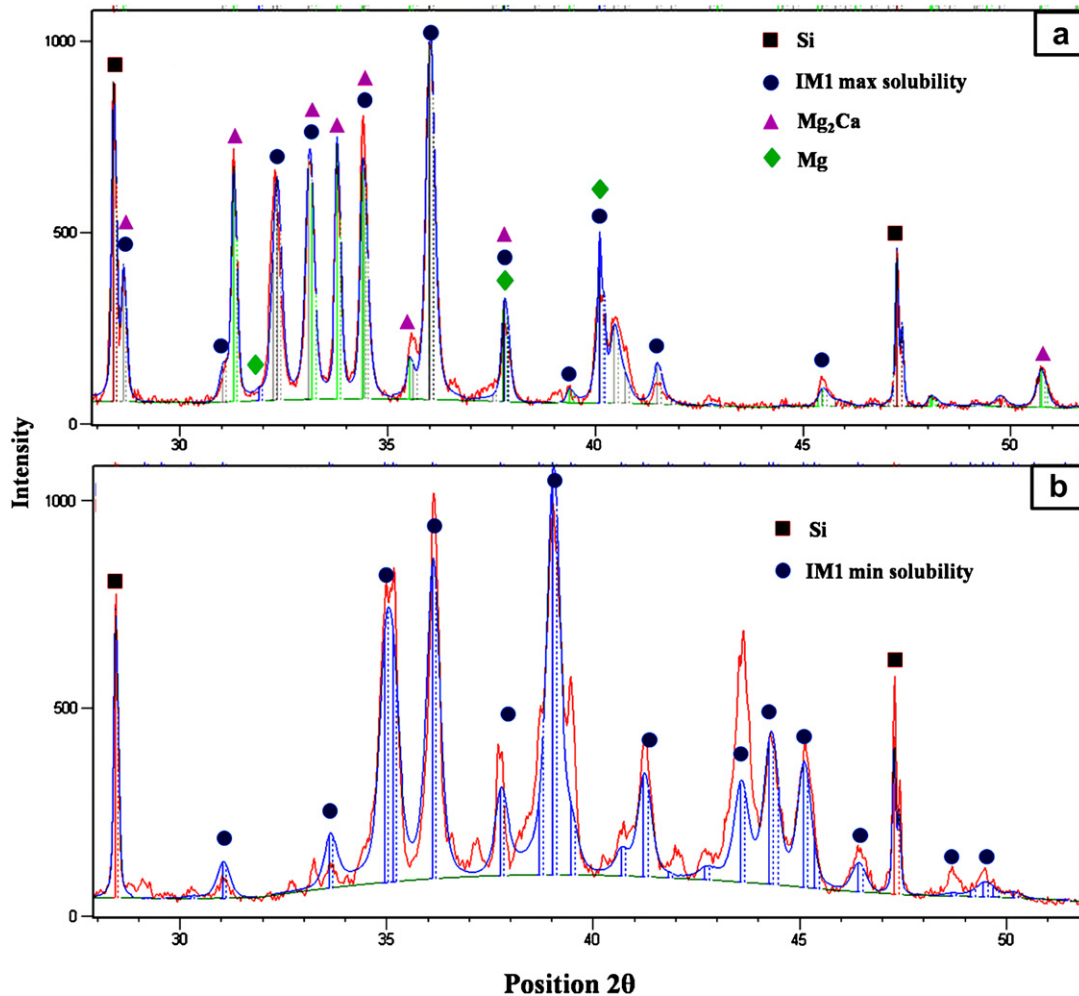 a
Si
IM1 max solubility
Mg₂Ca
Mg
1000
500
0
30 35 40 45 50
b
Si
IM1 min solubility
1000
500
0
30 35 40 45 50
Intensity
Position 2θ